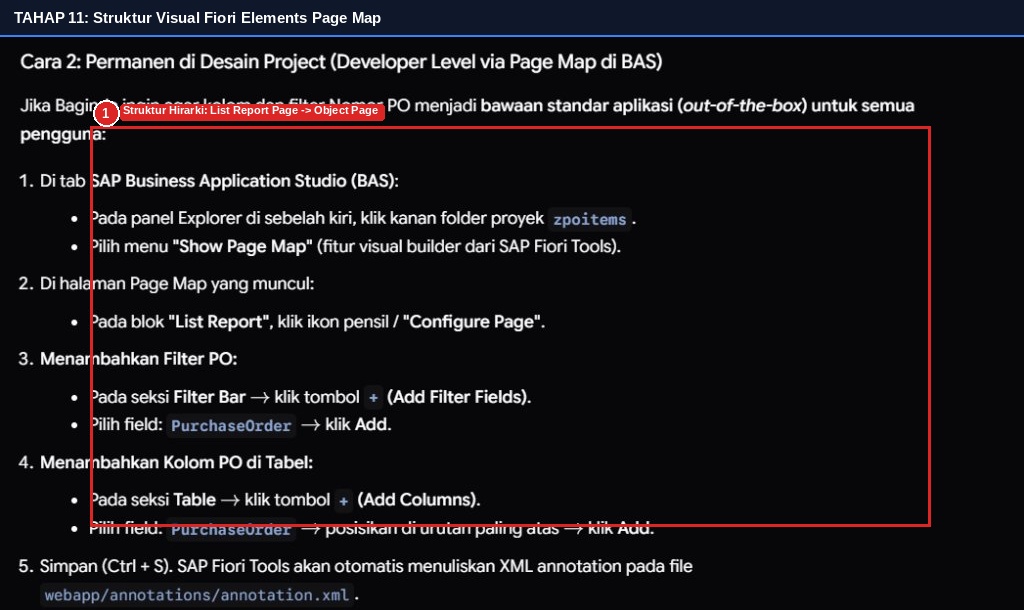 TAHAP 11: Struktur Visual Fiori Elements Page Map
Cara 2: Permanen di Desain Project (Developer Level via Page Map di BAS)
1 Struktur Hirarki: List Report Page -> Object Page
Jika PO menjadi bawaan standar aplikasi (out-of-the-box) untuk semua
pengguna:
1. Di tab SAP Business Application Studio (BAS):
• Pada panel Explorer di sebelah kiri, klik kanan folder proyek zpoitems.
• Pilih menu "Show Page Map" (fitur visual builder dari SAP Fiori Tools).
2. Di halaman Page Map yang muncul:
• Pada blok "List Report", klik ikon pensil / "Configure Page".
3. Menambahkan Filter PO:
• Pada seksi Filter Bar → klik tombol + (Add Filter Fields).
• Pilih field: PurchaseOrder → klik Add.
4. Menambahkan Kolom PO di Tabel:
• Pada seksi Table → klik tombol + (Add Columns).
• Pilih field: PurchaseOrder → posisikan di urutan paling atas → klik Add.
5. Simpan (Ctrl + S). SAP Fiori Tools akan otomatis menuliskan XML annotation pada file
webapp/annotations/annotation.xml.